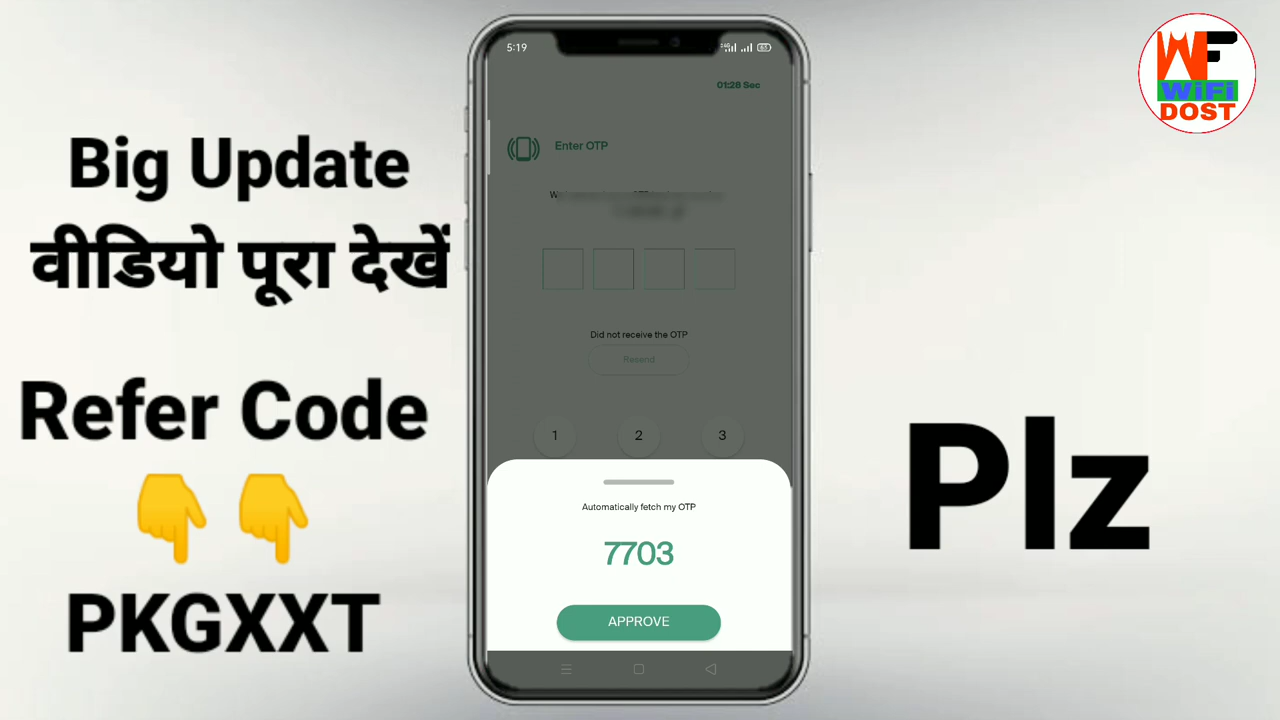 Big Update
वीडियो पूरा देखें
Refer Code
👇 👇
PKGXXT
5:19
01:28 Sec
Enter OTP
Did not receive the OTP
Resend
1 2 3
Automatically fetch my OTP
7703
APPROVE
WF
WiFi
DOST
Plz